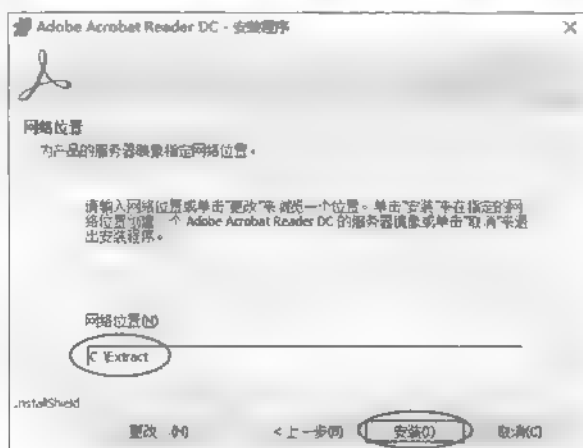 Adobe Acrobat Reader DC - 安装程序
网络位置
为产品的服务器映象指定网络位置。
请输入网络位置或单击"更改"来浏览一个位置。单击"安装"来在指定的网
络位置创建一个 Adobe Acrobat Reader DC 的服务器镜像或单击"取消"来退
出安装程序。
网络位置(N)
C:\Extract
InstallShield
更改 (H) <上一步(B) 安装(I) 取消(C)